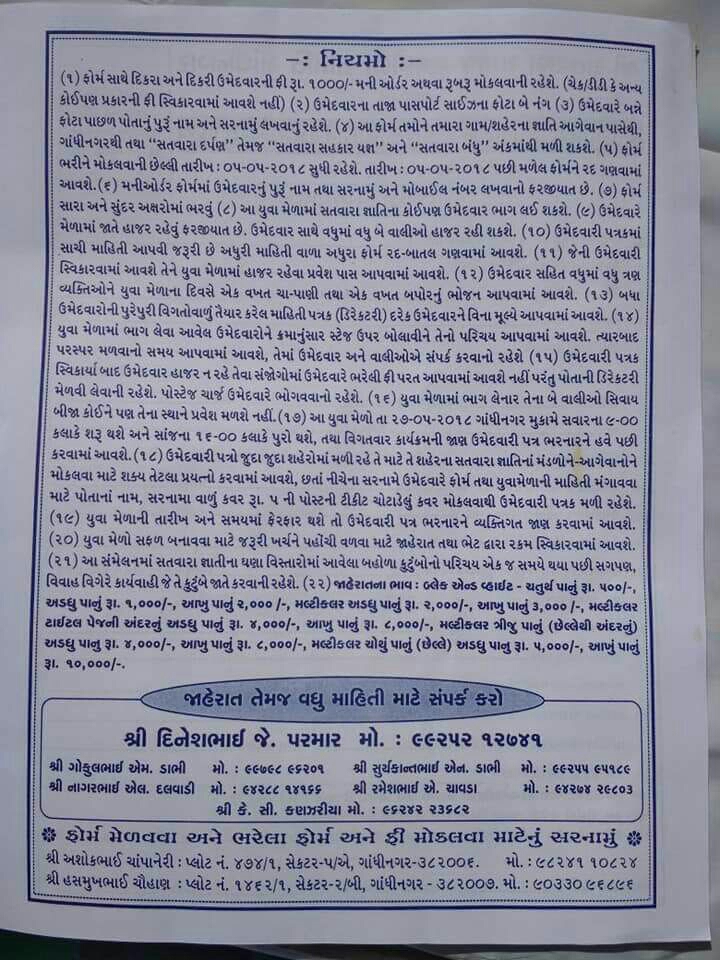 -: નિયમો :-
(૧) ફોર્મ સાથે દિકરા અને દિકરી ઉમેદવારની ફી રૂા. ૧૦૦૦/- મની ઓર્ડર અથવા રૂબરૂ મોકલવાની રહેશે. (ચેક/ડીડી કે અન્ય
કોઈપણ પ્રકારની ફી સ્વિકારવામાં આવશે નહીં) (૨) ઉમેદવારના તાજા પાસપોર્ટ સાઈઝના ફોટા બે નંગ (૩) ઉમેદવારે બન્ને
ફોટા પાછળ પોતાનું પુરૂં નામ અને સરનામું લખવાનું રહેશે. (૪) આ ફોર્મ તમોને તમારા ગામ/શહેરના જ્ઞાતિ આગેવાન પાસેથી,
ગાંધીનગરથી તથા "સતવારા દર્પણ" તેમજ "સતવારા સહકાર યજ્ઞ" અને "સતવારા બંધુ" અંકમાંથી મળી શકશે. (૫) ફોર્મ
ભરીને મોકલવાની છેલ્લી તારીખ : ૦૫-૦૫-૨૦૧૮ સુધી રહેશે. તારીખ : ૦૫-૦૫-૨૦૧૮ પછી મળેલ ફોર્મને રદ ગણવામાં
આવશે.(૬) મનીઓર્ડર ફોર્મમાં ઉમેદવારનું પુરૂં નામ તથા સરનામું અને મોબાઈલ નંબર લખવાનો ફરજીયાત છે. (૭) ફોર્મ
સારા અને સુંદર અક્ષરોમાં ભરવું (૮) આ યુવા મેળામાં સતવારા જ્ઞાતિના કોઈપણ ઉમેદવાર ભાગ લઈ શકશે. (૯) ઉમેદવારે
મેળામાં જાતે હાજર રહેવું ફરજીયાત છે. ઉમેદવાર સાથે વધુમાં વધુ બે વાલીઓ હાજર રહી શકશે. (૧૦) ઉમેદવારી પત્રકમાં
સાચી માહિતી આપવી જરૂરી છે અધુરી માહિતી વાળા અધુરા ફોર્મ રદ-બાતલ ગણવામાં આવશે. (૧૧) જેની ઉમેદવારી
સ્વિકારવામાં આવશે તેને યુવા મેળામાં હાજર રહેવા પ્રવેશ પાસ આપવામાં આવશે. (૧૨) ઉમેદવાર સહિત વધુમાં વધુ ત્રણ
વ્યક્તિઓને યુવા મેળાના દિવસે એક વખત ચા-પાણી તથા એક વખત બપોરનું ભોજન આપવામાં આવશે. (૧૩) બધા
ઉમેદવારોની પુરેપુરી વિગતોવાળું તૈયાર કરેલ માહિતી પત્રક (ડિરેકટરી) દરેક ઉમેદવારને વિના મૂલ્યે આપવામાં આવશે. (૧૪)
યુવા મેળામાં ભાગ લેવા આવેલ ઉમેદવારોને ક્રમાનુંસાર સ્ટેજ ઉપર બોલાવીને તેનો પરિચય આપવામાં આવશે. ત્યારબાદ
પરસ્પર મળવાનો સમય આપવામાં આવશે, તેમાં ઉમેદવાર અને વાલીઓએ સંપર્ક કરવાનો રહેશે (૧૫) ઉમેદવારી પત્રક
સ્વિકાર્યા બાદ ઉમેદવાર હાજર ન રહે તેવા સંજોગોમાં ઉમેદવારે ભરેલી ફી પરત આપવામાં આવશે નહીં પરંતુ પોતાની ડિરેકટરી
મેળવી લેવાની રહેશે. પોસ્ટેજ ચાર્જ ઉમેદવારે ભોગવવાનો રહેશે. (૧૬) યુવા મેળામાં ભાગ લેનાર તેના બે વાલીઓ સિવાય
બીજા કોઈને પણ તેના સ્થાને પ્રવેશ મળશે નહીં. (૧૭) આ યુવા મેળો તા ૨૭-૦૫-૨૦૧૮ ગાંધીનગર મુકામે સવારના ૯-૦૦
કલાકે શરૂ થશે અને સાંજના ૧૬-૦૦ કલાકે પુરો થશે, તથા વિગતવાર કાર્યક્રમની જાણ ઉમેદવારી પત્ર ભરનારને હવે પછી
કરવામાં આવશે. (૧૮) ઉમેદવારી પત્રો જુદા જુદા શહેરોમાં મળી રહે તે માટે તે શહેરના સતવારા જ્ઞાતિનાં મંડળોને-આગેવાનોને
મોકલવા માટે શક્ય તેટલા પ્રયત્નો કરવામાં આવશે, છતાં નીચેના સરનામે ઉમેદવારે ફોર્મ તથા યુવામેળાની માહિતી મંગાવવા
માટે પોતાનાં નામ, સરનામા વાળું કવર રૂા. ૫ ની પોસ્ટની ટીકીટ ચોટાડેલું કવર મોકલવાથી ઉમેદવારી પત્રક મળી રહેશે.
(૧૯) યુવા મેળાની તારીખ અને સમયમાં ફેરફાર થશે તો ઉમેદવારી પત્ર ભરનારને વ્યક્તિગત જાણ કરવામાં આવશે.
(૨૦) યુવા મેળો સફળ બનાવવા માટે જરૂરી ખર્ચને પહોંચી વળવા માટે જાહેરાત તથા ભેટ દ્વારા રકમ સ્વિકારવામાં આવશે.
(૨૧) આ સંમેલનમાં સતવારા જ્ઞાતીના ઘણા વિસ્તારોમાં આવેલા બહોળા કુટુંબોનો પરિચય એક જ સમયે થયા પછી સગપણ,
વિવાહ વિગેરે કાર્યવાહી જે તે કુટુંબે જાતે કરવાની રહેશે. (૨૨) જાહેરાતના ભાવ : બ્લેક એન્ડ વ્હાઈટ - ચતુર્થ પાનું રૂા. ૫૦૦/-,
અડધુ પાનું રૂા. ૧,૦૦૦/-, આખુ પાનું ૨,૦૦૦ /-, મલ્ટીકલર અડધુ પાનું રૂા. ૨,૦૦૦/-, આખુ પાનું ૩,૦૦૦ /-, મલ્ટીકલર
ટાઈટલ પેજની અંદરનું અડધુ પાનું રૂા. ૪,૦૦૦/-, આખુ પાનું રૂા. ૮,૦૦૦/-, મલ્ટીકલર ત્રીજુ પાનું (છેલ્લેથી અંદરનું)
અડધુ પાનુ રૂા. ૪,૦૦૦/-, આખુ પાનું રૂા. ૮,૦૦૦/-, મલ્ટીકલર ચોથું પાનું (છેલ્લે) અડધુ પાનુ રૂા. ૫,૦૦૦/-, આખું પાનું
રૂા. ૧૦,૦૦૦/-.
જાહેરાત તેમજ વધુ માહિતી માટે સંપર્ક કરો
શ્રી દિનેશભાઈ જે. પરમાર મો. : ૯૯૨૫૨ ૧૨૭૪૧
શ્રી ગોકુલભાઈ એમ. ડાભી મો. : ૯૯૭૯૮ ૯૬૨૦૧ શ્રી સુર્યકાન્તભાઈ એન. ડાભી મો. : ૯૯૨૫૫ ૯૫૧૮૯
શ્રી નાગરભાઈ એલ. દલવાડી મો. : ૯૪૨૮૮ ૧૪૧૬૬ શ્રી રમેશભાઈ એ. ચાવડા મો. : ૯૪૨૭૪ ૨૯૮૦૩
શ્રી કે. સી. કણઝરીયા મો. : ૯૬૨૪૨ ૨૩૬૮૨
ફોર્મ મેળવવા અને ભરેલા ફોર્મ અને ફી મોકલવા માટેનું સરનામું
શ્રી અશોકભાઈ ચાંપાનેરી : પ્લોટ નં. ૪૭૪/૧, સેકટર-૫/એ, ગાંધીનગર-૩૮૨૦૦૬. મો. : ૯૮૨૪૧ ૧૦૮૨૪
શ્રી હસમુખભાઈ ચૌહાણ : પ્લોટ નં. ૧૪૬૨/૧, સેકટર-૨/બી, ગાંધીનગર - ૩૮૨૦૦૭. મો. : ૯૦૩૩૦ ૯૬૮૯૬